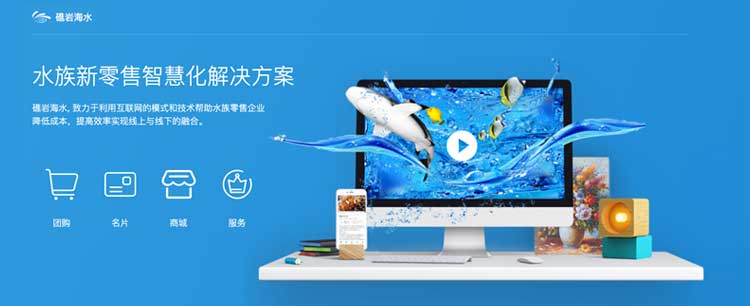 礁岩海水
水族新零售智慧化解决方案
礁岩海水, 致力于利用互联网的模式和技术帮助水族零售企业
降低成本，提高效率实现线上与线下的融合。
团购
名片
商城
服务